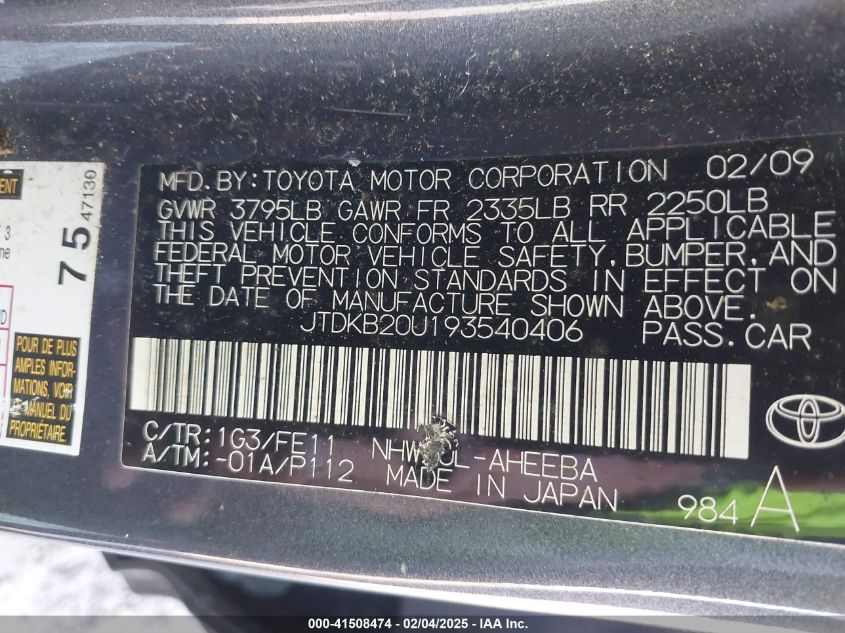 MFD.BY:TOYOTA MOTOR CORPORATION 02/09
GVWR 3795LB GAWR FR 2335LB RR 2250LB
THIS VEHICLE CONFORMS TO ALL APPLICABLE
FEDERAL MOTOR VEHICLE SAFETY, BUMPER, AND
THEFT PREVENTION STANDARDS IN EFFECT ON
THE DATE OF MANUFACTURE SHOWN ABOVE.
JTDKB20U193540406 PASS.CAR
C/TR:1G3/FE11
A/TM:-01A/P112
MADE IN JAPAN
984 A
75 47130
POUR DE PLUS
AMPLES INFOR-
MATIONS, VOIR
MANUEL DU
PROPRIÉTAIRE.
000-41508474 - 02/04/2025 - IAA Inc.